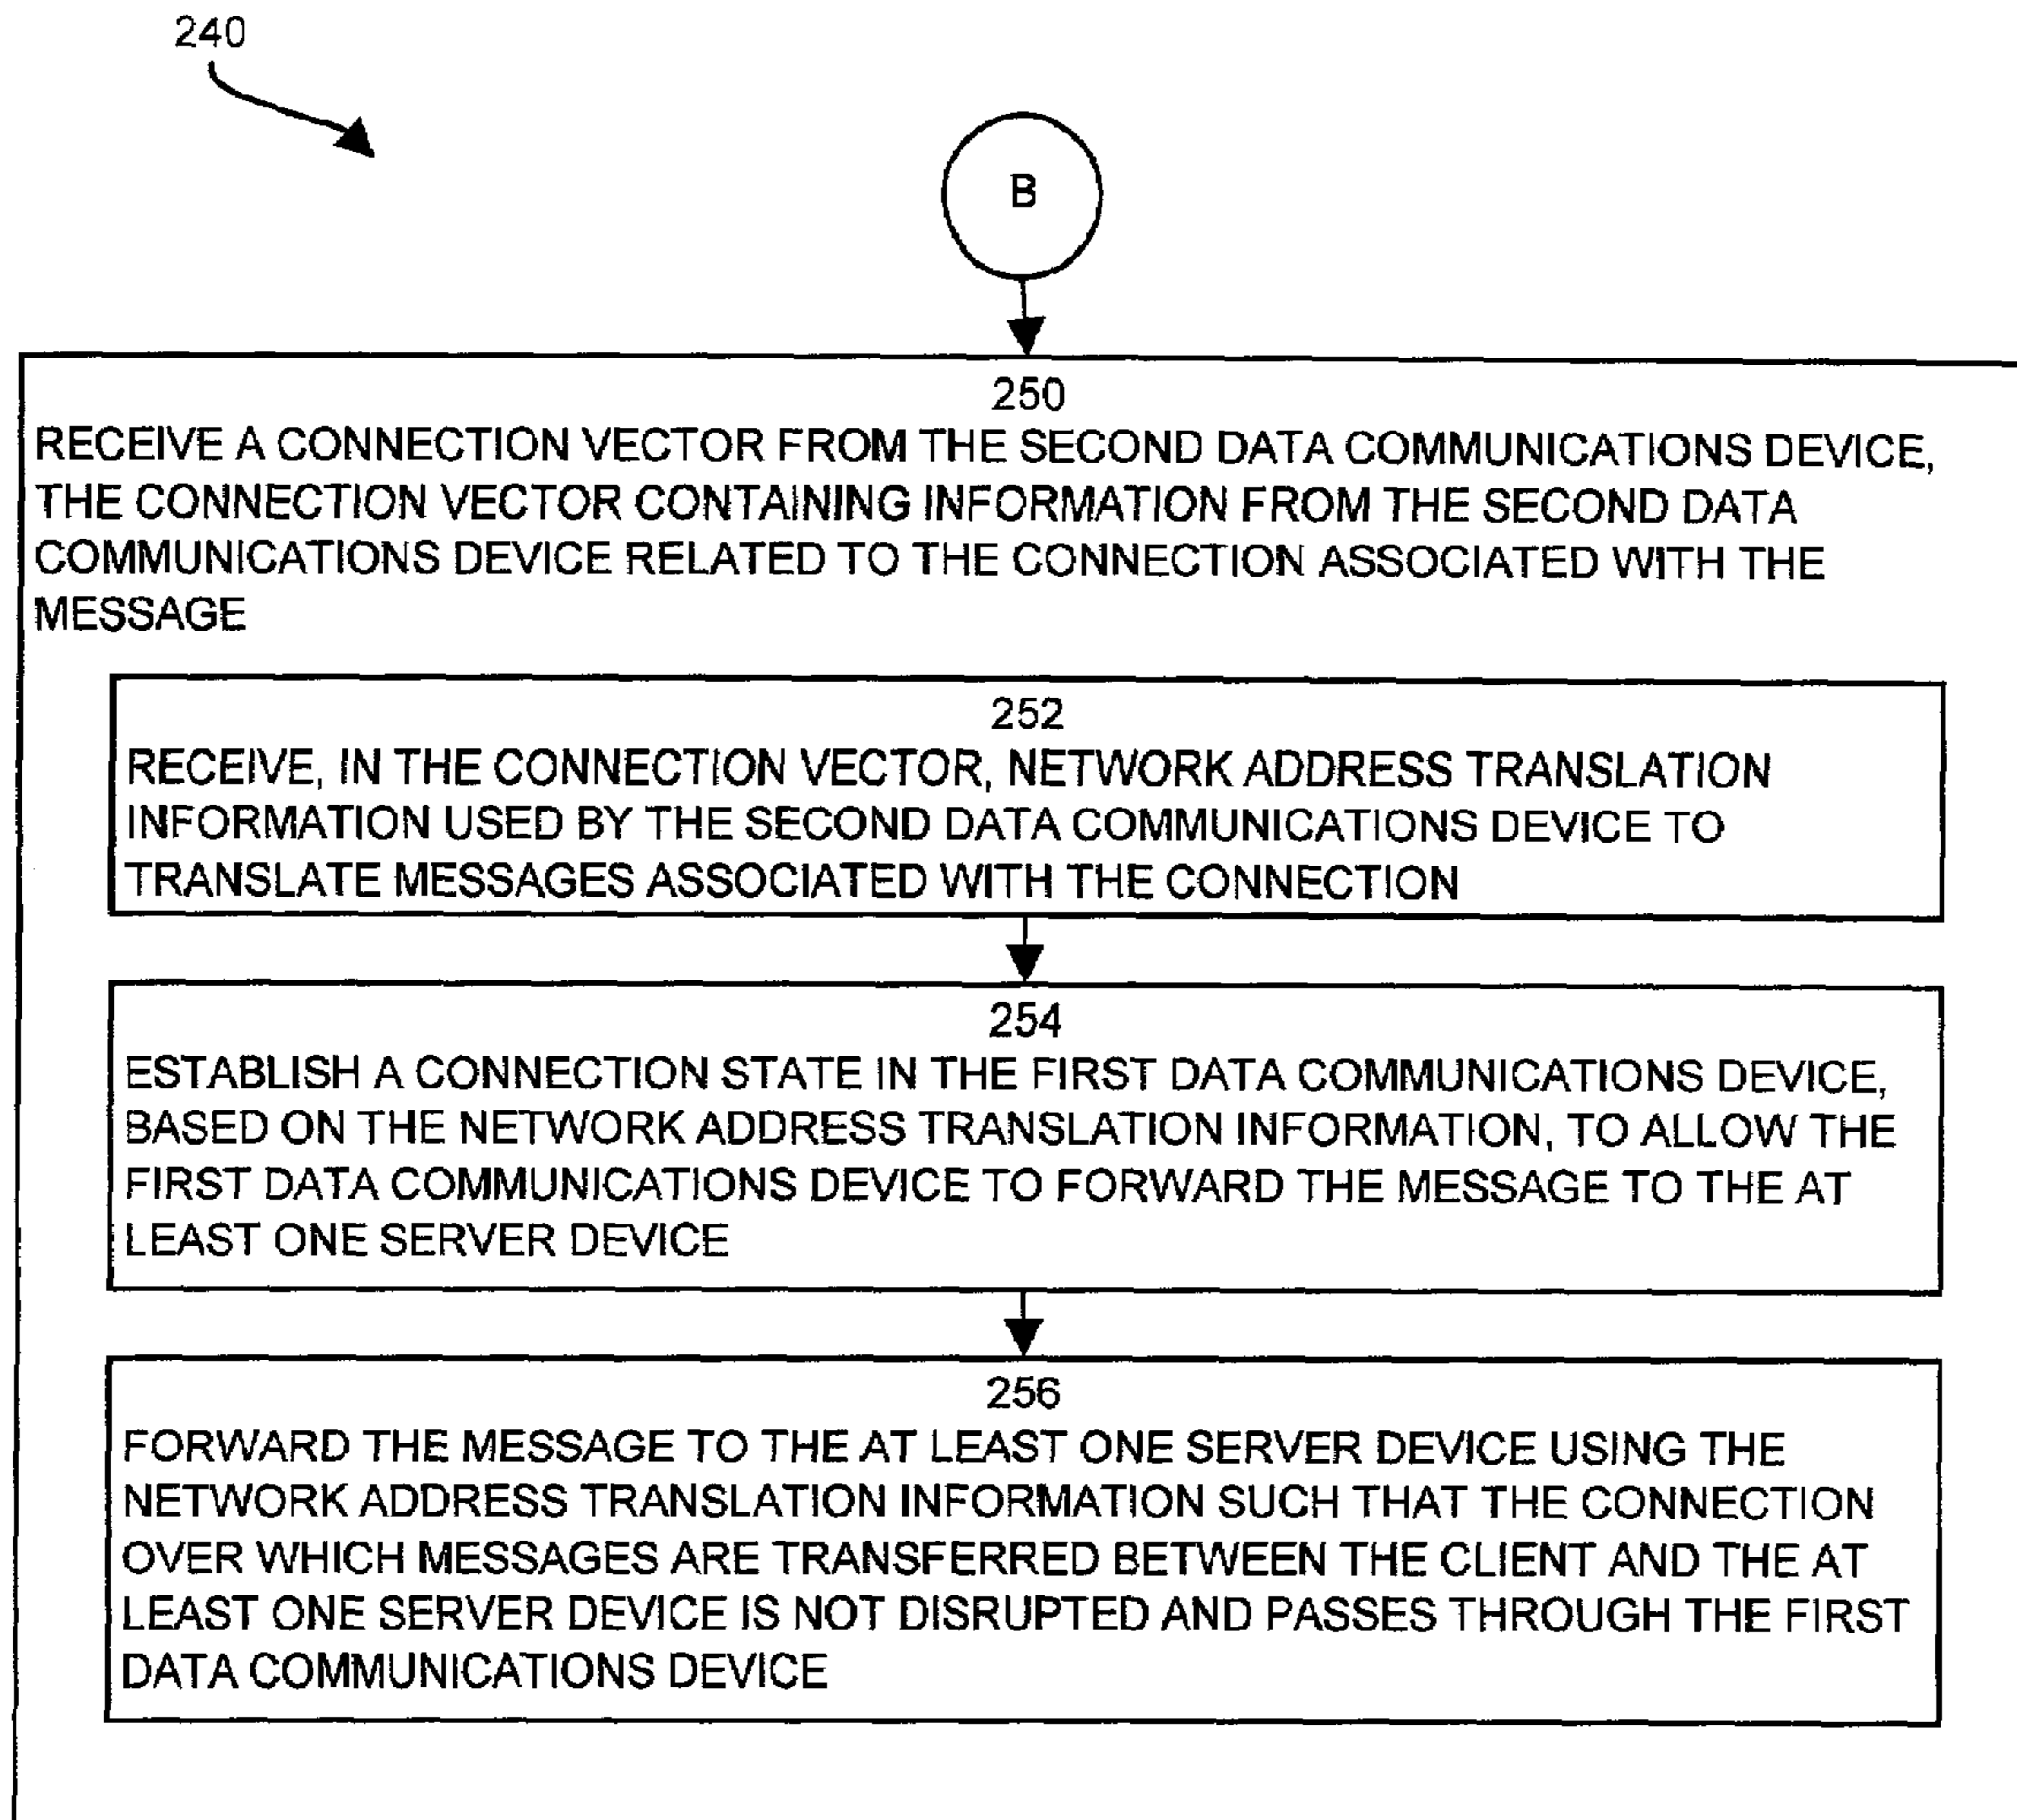 240
B
250
RECEIVE A CONNECTION VECTOR FROM THE SECOND DATA COMMUNICATIONS DEVICE,
THE CONNECTION VECTOR CONTAINING INFORMATION FROM THE SECOND DATA
COMMUNICATIONS DEVICE RELATED TO THE CONNECTION ASSOCIATED WITH THE
MESSAGE
252
RECEIVE, IN THE CONNECTION VECTOR, NETWORK ADDRESS TRANSLATION
INFORMATION USED BY THE SECOND DATA COMMUNICATIONS DEVICE TO
TRANSLATE MESSAGES ASSOCIATED WITH THE CONNECTION
254
ESTABLISH A CONNECTION STATE IN THE FIRST DATA COMMUNICATIONS DEVICE,
BASED ON THE NETWORK ADDRESS TRANSLATION INFORMATION, TO ALLOW THE
FIRST DATA COMMUNICATIONS DEVICE TO FORWARD THE MESSAGE TO THE AT
LEAST ONE SERVER DEVICE
256
FORWARD THE MESSAGE TO THE AT LEAST ONE SERVER DEVICE USING THE
NETWORK ADDRESS TRANSLATION INFORMATION SUCH THAT THE CONNECTION
OVER WHICH MESSAGES ARE TRANSFERRED BETWEEN THE CLIENT AND THE AT
LEAST ONE SERVER DEVICE IS NOT DISRUPTED AND PASSES THROUGH THE FIRST
DATA COMMUNICATIONS DEVICE